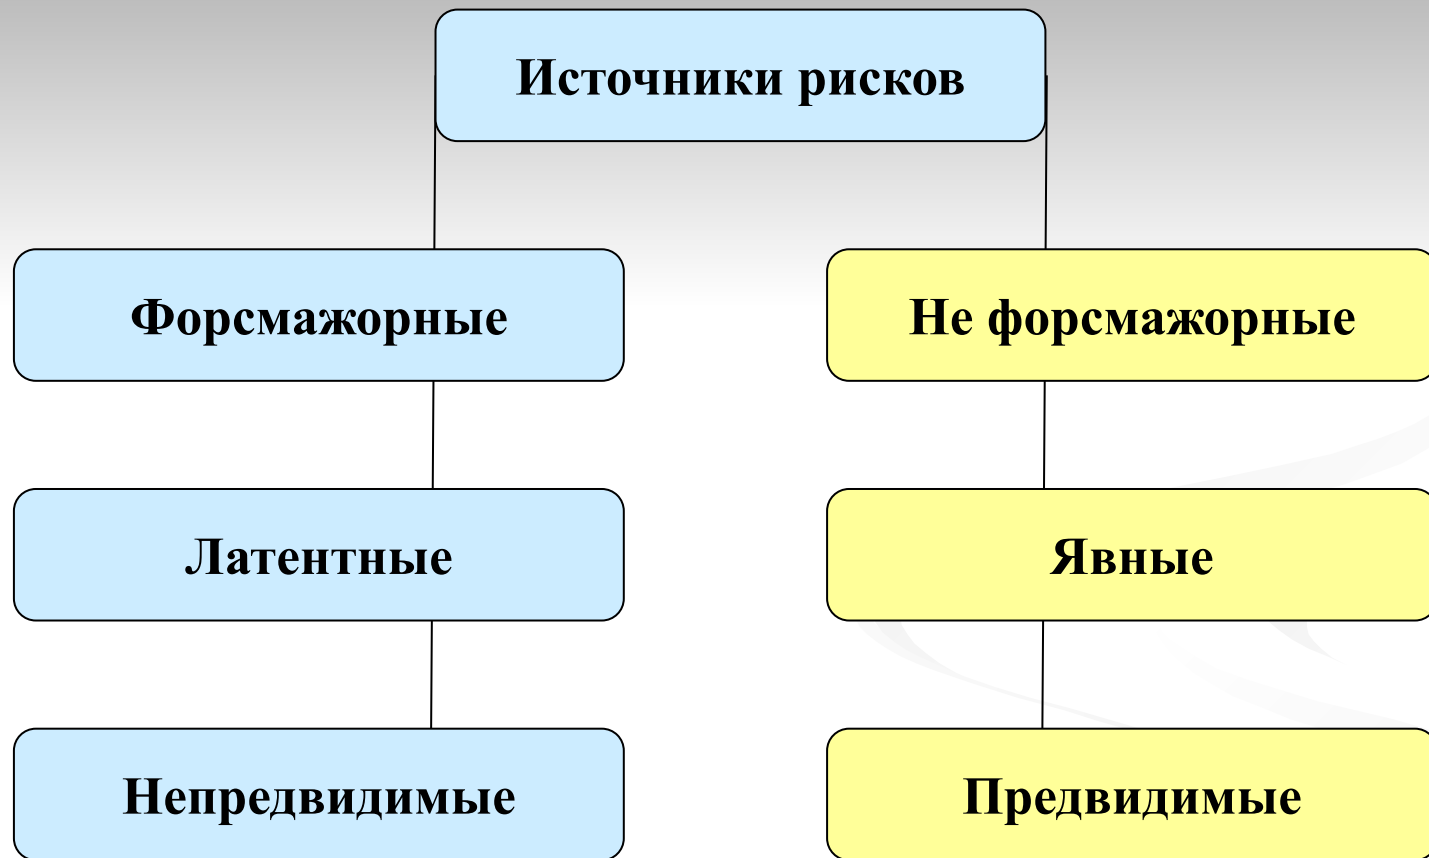 Источники рисков
Форсмажорные
Не форсмажорные
Латентные
Явные
Непредвидимые
Предвидимые